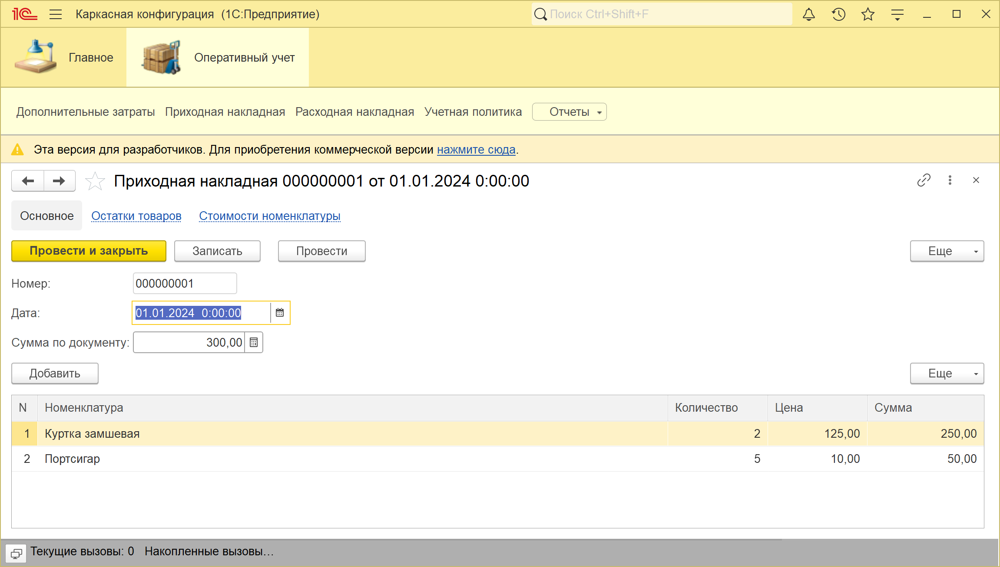 1С Каркасная конфигурация (1С:Предприятие) Поиск Ctrl+Shift+F
Главное Оперативный учет
Дополнительные затраты Приходная накладная Расходная накладная Учетная политика Отчеты
Эта версия для разработчиков. Для приобретения коммерческой версии нажмите сюда.
Приходная накладная 000000001 от 01.01.2024 0:00:00
Основное Остатки товаров Стоимости номенклатуры
Провести и закрыть Записать Провести Еще
Номер: 000000001
Дата: 01.01.2024 0:00:00
Сумма по документу: 300,00
Добавить Еще
N Номенклатура Количество Цена Сумма
1 Куртка замшевая 2 125,00 250,00
2 Портсигар 5 10,00 50,00
Текущие вызовы: 0 Накопленные вызовы...